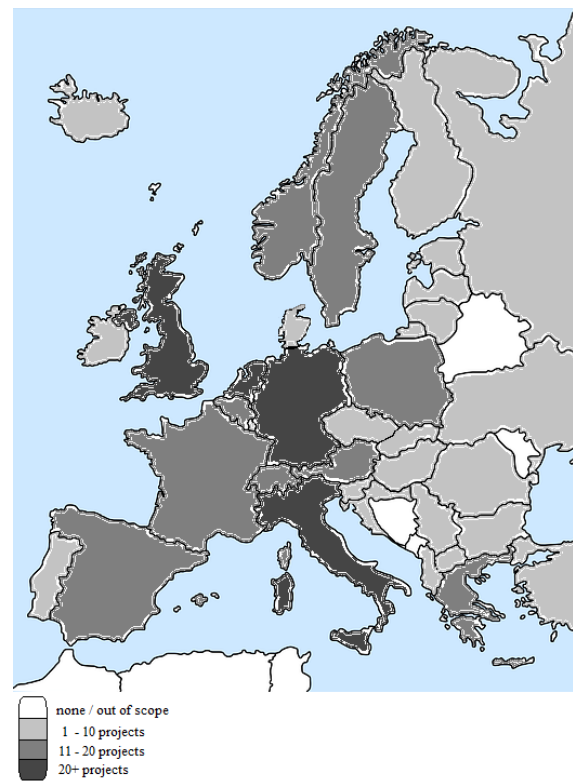 none / out of scope
1 - 10 projects
11 - 20 projects
20+ projects